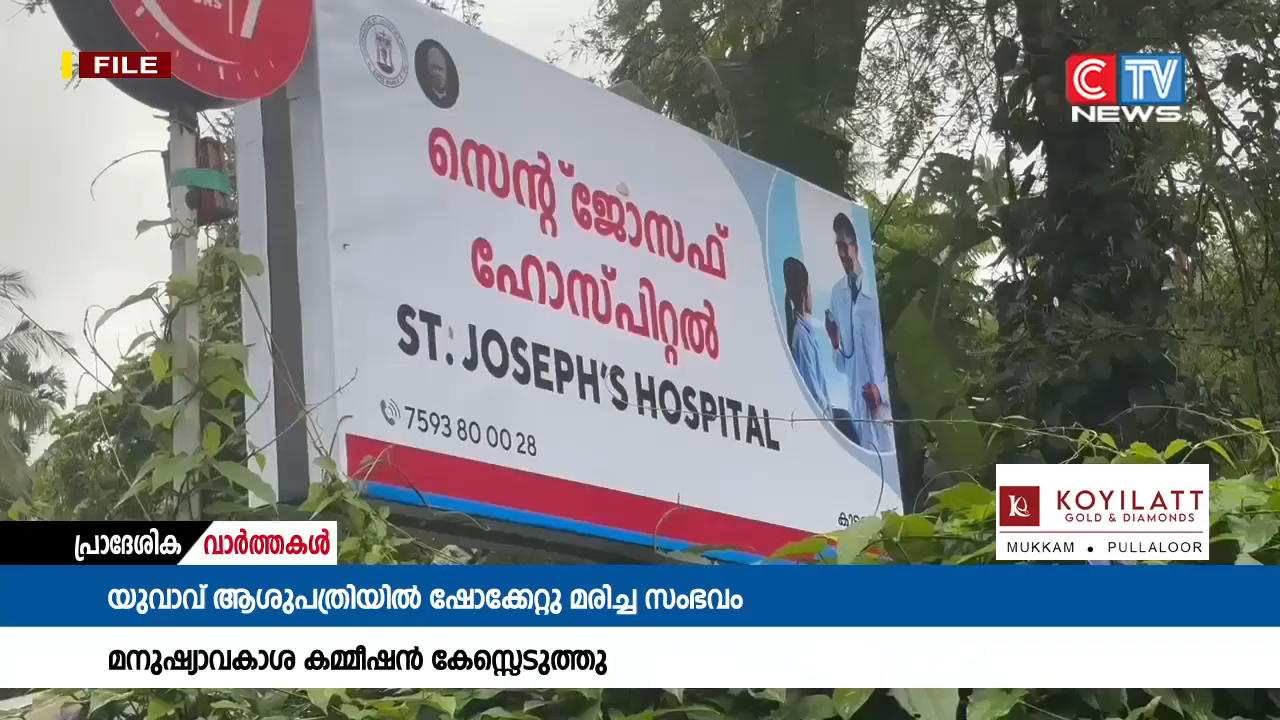 FILE
CTV
NEWS
സെന്റ് ജോസഫ്
ഹോസ്പിറ്റൽ
ST. JOSEPH'S HOSPITAL
7593 80 00 28
KOYILATT
GOLD & DIAMONDS
MUKKAM • PULLALOOR
പ്രാദേശിക വാർത്തകൾ
യുവാവ് ആശുപത്രിയിൽ ഷോക്കേറ്റു മരിച്ച സംഭവം
മനുഷ്യാവകാശ കമ്മീഷൻ കേസ്സെടുത്തു